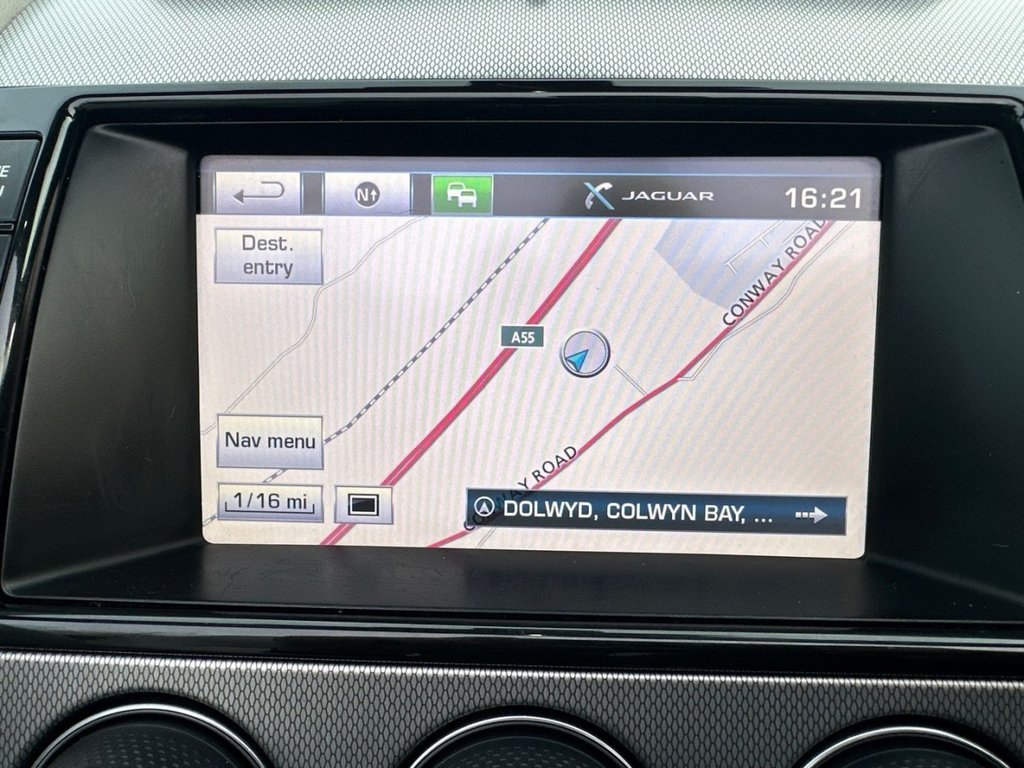 N
JAGUAR
16:21
Dest.
entry
CONWAY ROAD
A55
Nav menu
CONWAY ROAD
1/16 mi
DOLWYD, COLWYN BAY, ...